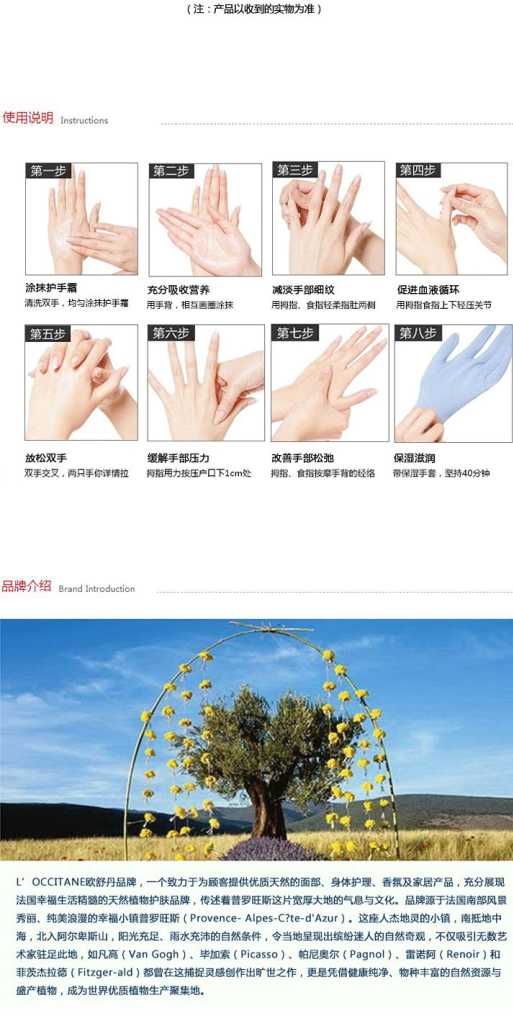 （注：产品以收到的实物为准）
使用说明 Instructions
第一步 第二步 第三步 第四步
涂抹护手霜 充分吸收营养 减淡手部细纹 促进血液循环
清洗双手，均匀涂抹护手霜 用手背，相互画圈涂抹 用拇指、食指轻柔指肚两侧 用拇指食指上下轻压关节
第五步 第六步 第七步 第八步
放松双手 缓解手部压力 改善手部松弛 保湿滋润
双手交叉，两只手你详情拉 拇指用力按压户口下1cm处 拇指、食指按摩手背的经络 带保湿手套，坚持40分钟
品牌介绍 Brand Introduction
L'OCCITANE欧舒丹品牌，一个致力于为顾客提供优质天然的面部、身体护理、香氛及家居产品，充分展现
法国幸福生活精髓的天然植物护肤品牌，传述着普罗旺斯这片宽厚大地的气息与文化。品牌源于法国南部风景
秀丽、纯美浪漫的幸福小镇普罗旺斯（Provence- Alpes-C?te-d'Azur）。这座人杰地灵的小镇，南抵地中
海，北入阿尔卑斯山，阳光充足、雨水充沛的自然条件，令当地呈现出缤纷迷人的自然奇观，不仅吸引无数艺
术家驻足此地，如凡高（Van Gogh）、毕加索（Picasso）、帕尼奥尔（Pagnol）、雷诺阿（Renoir）和
菲茨杰拉德（Fitzger-ald）都曾在这捕捉灵感创作出旷世之作，更是凭借健康纯净、物种丰富的自然资源与
盛产植物，成为世界优质植物生产聚集地。